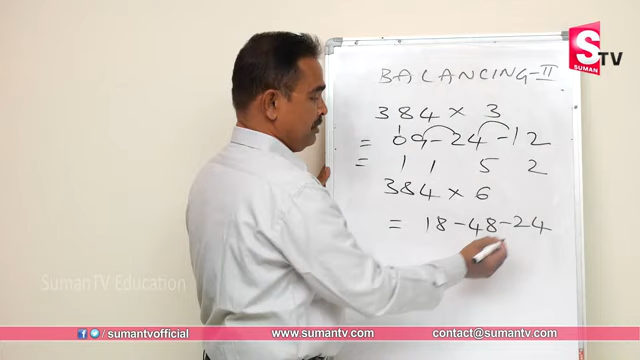 S TV
SUMAN
BALANCING-II
384 × 3
= 09-24-12
= 1 1 5 2
384 × 6
= 18-48-24
SumanTV Education
/sumantvofficial www.sumantv.com contact@sumantv.com